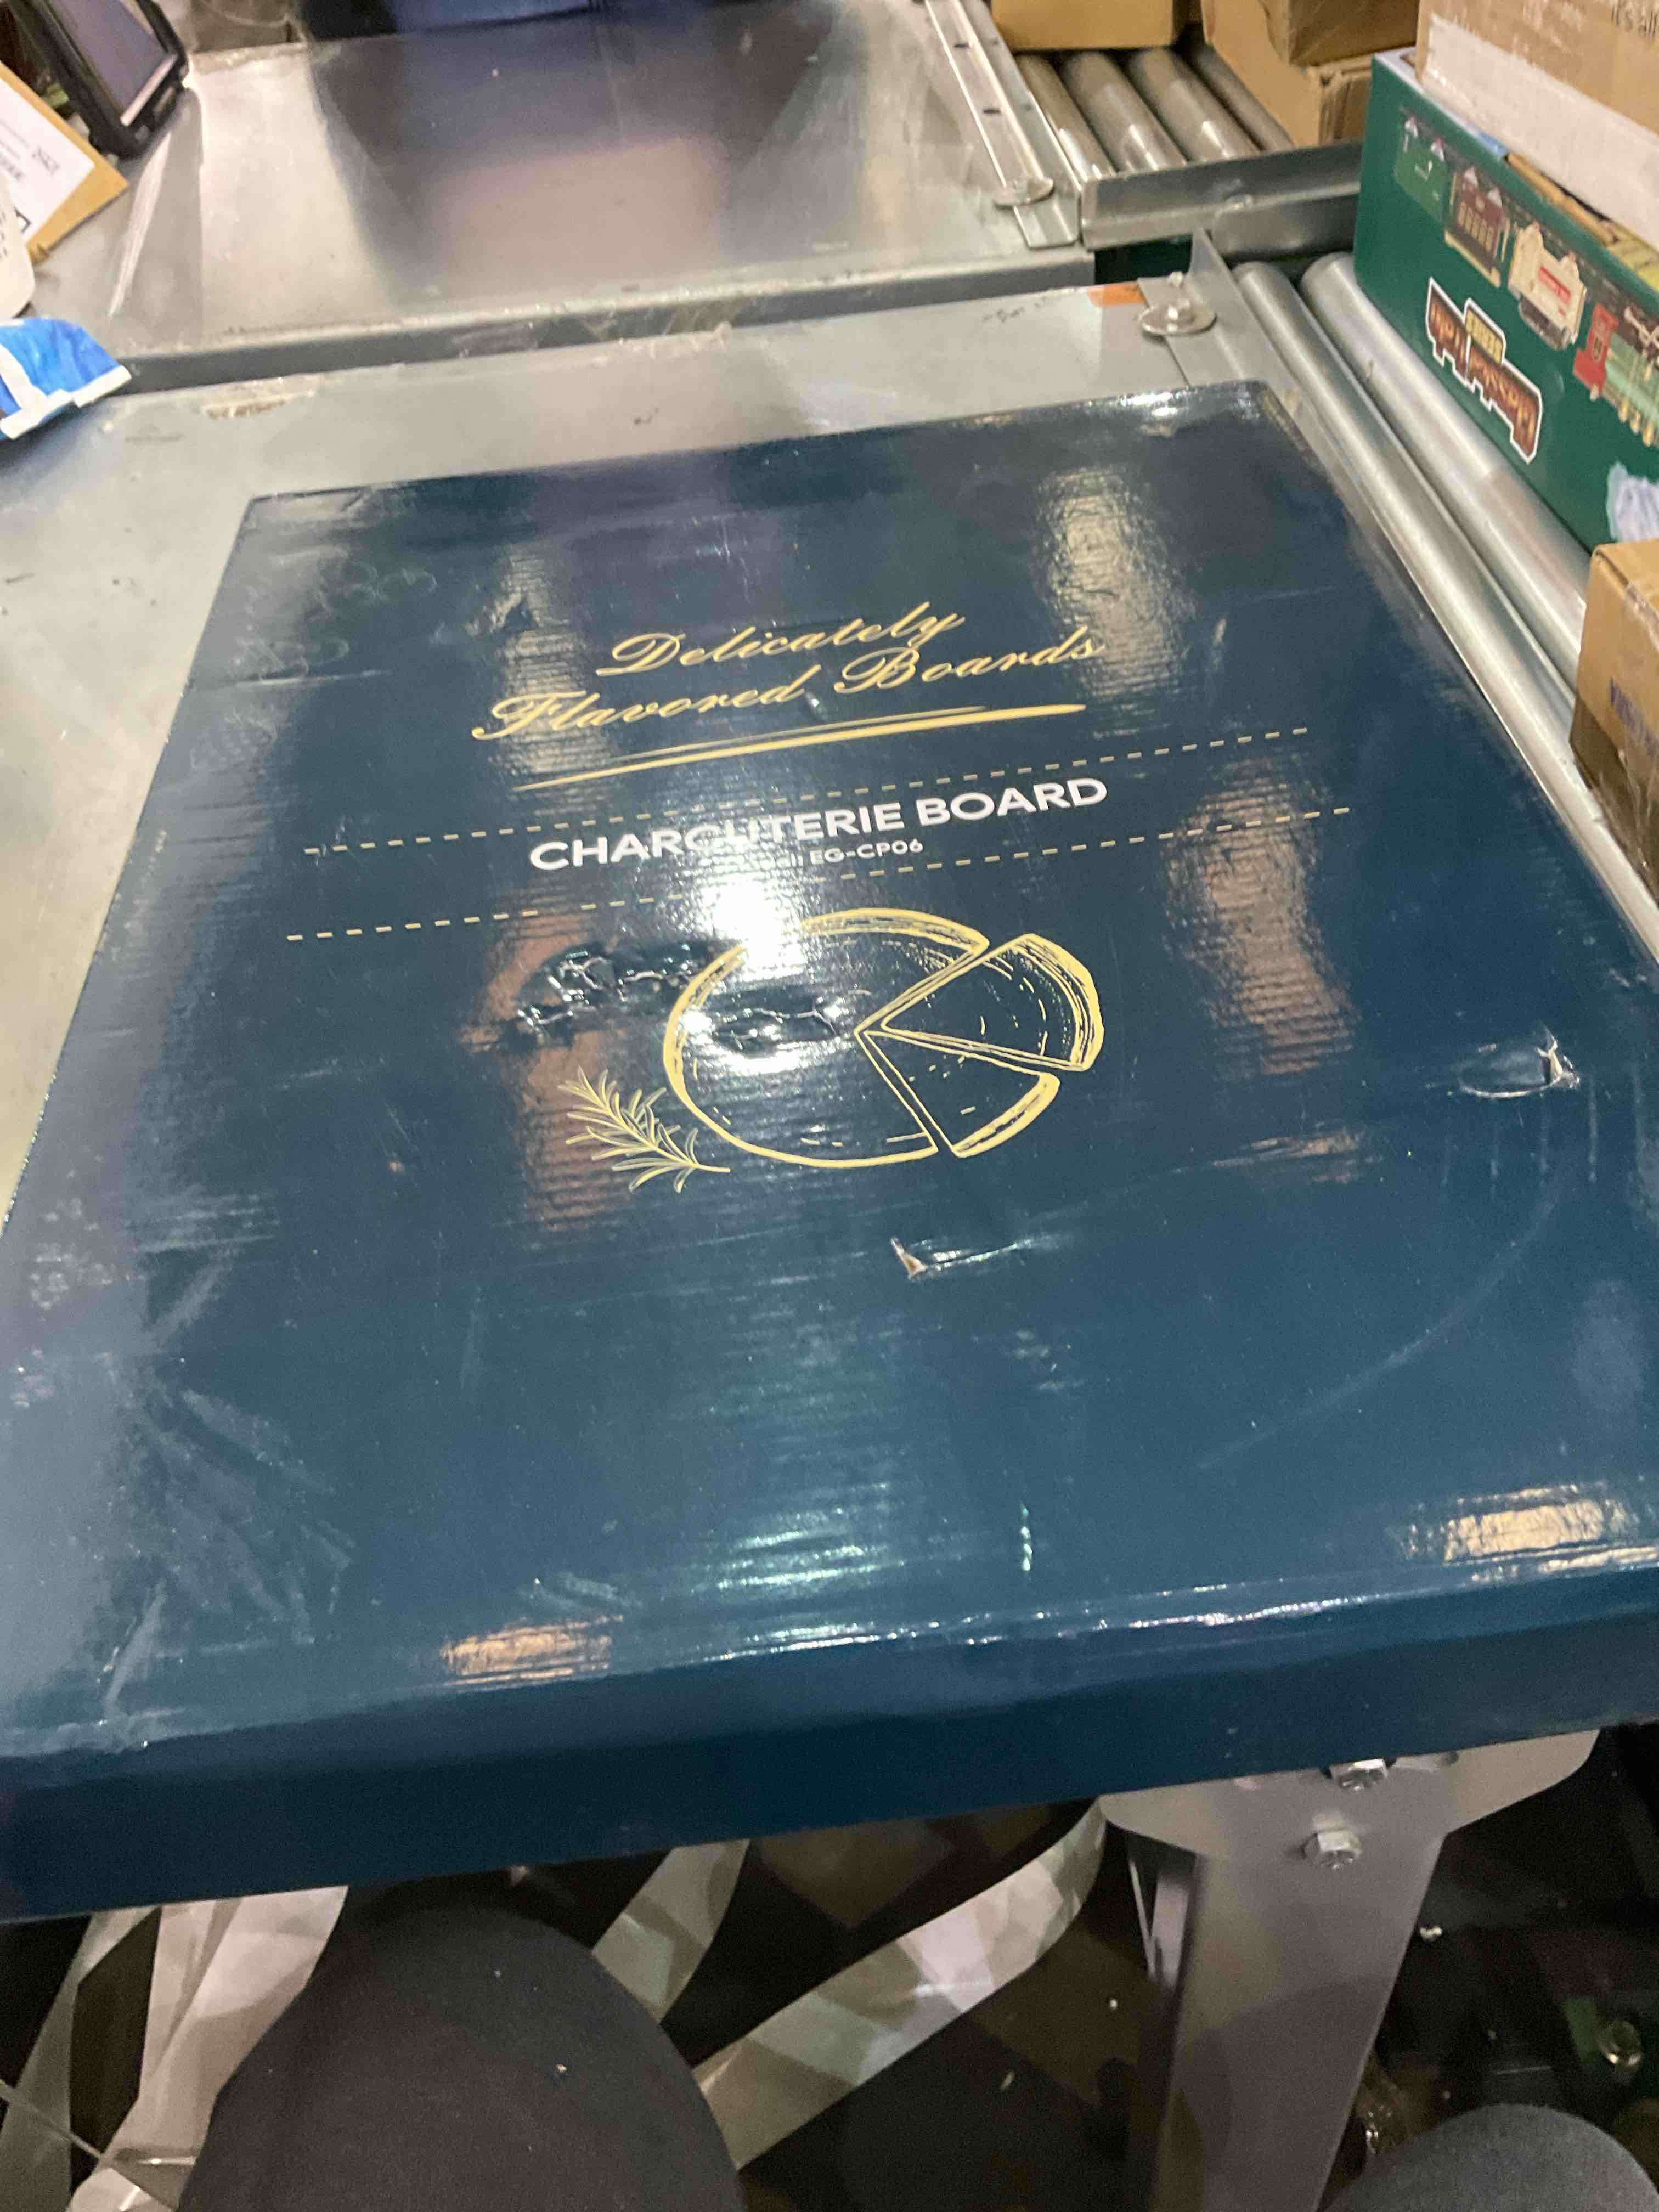 Delicately
Flavored Boards
CHARCUTERIE BOARD
EG-CP06